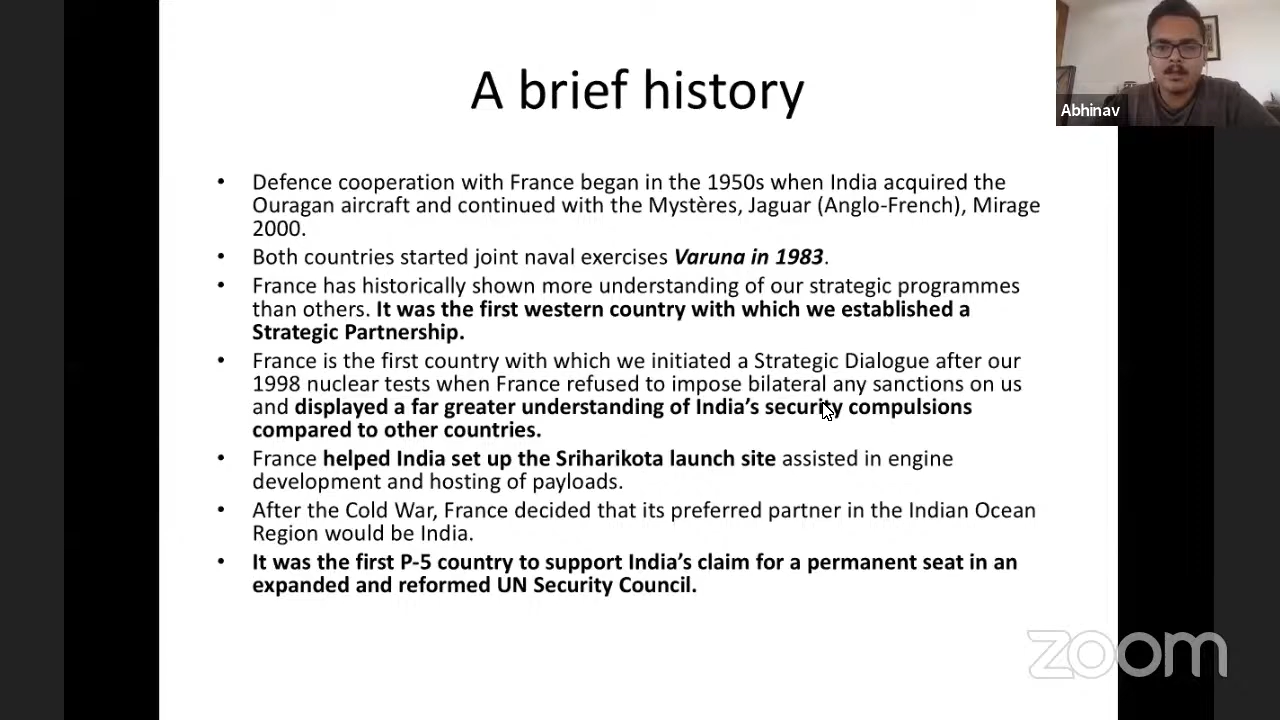 A brief history
Abhinav
• Defence cooperation with France began in the 1950s when India acquired the
Ouragan aircraft and continued with the Mystères, Jaguar (Anglo-French), Mirage
2000.
• Both countries started joint naval exercises Varuna in 1983.
• France has historically shown more understanding of our strategic programmes
than others. It was the first western country with which we established a
Strategic Partnership.
• France is the first country with which we initiated a Strategic Dialogue after our
1998 nuclear tests when France refused to impose bilateral any sanctions on us
and displayed a far greater understanding of India’s security compulsions
compared to other countries.
• France helped India set up the Sriharikota launch site assisted in engine
development and hosting of payloads.
• After the Cold War, France decided that its preferred partner in the Indian Ocean
Region would be India.
• It was the first P-5 country to support India’s claim for a permanent seat in an
expanded and reformed UN Security Council.
zoom